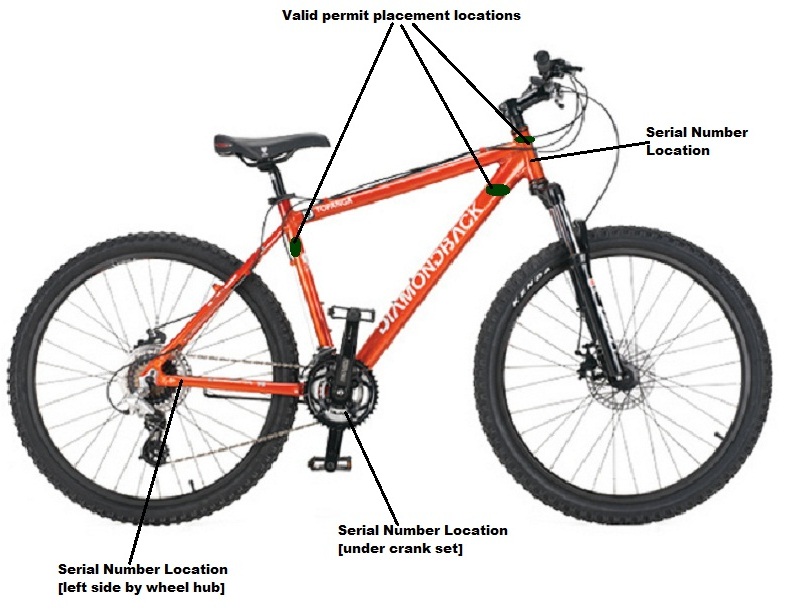 Valid permit placement locations
Serial Number
Location
TOPANGA
DIAMONDBACK
KENDA
Serial Number Location
[under crank set]
Serial Number Location
[left side by wheel hub]